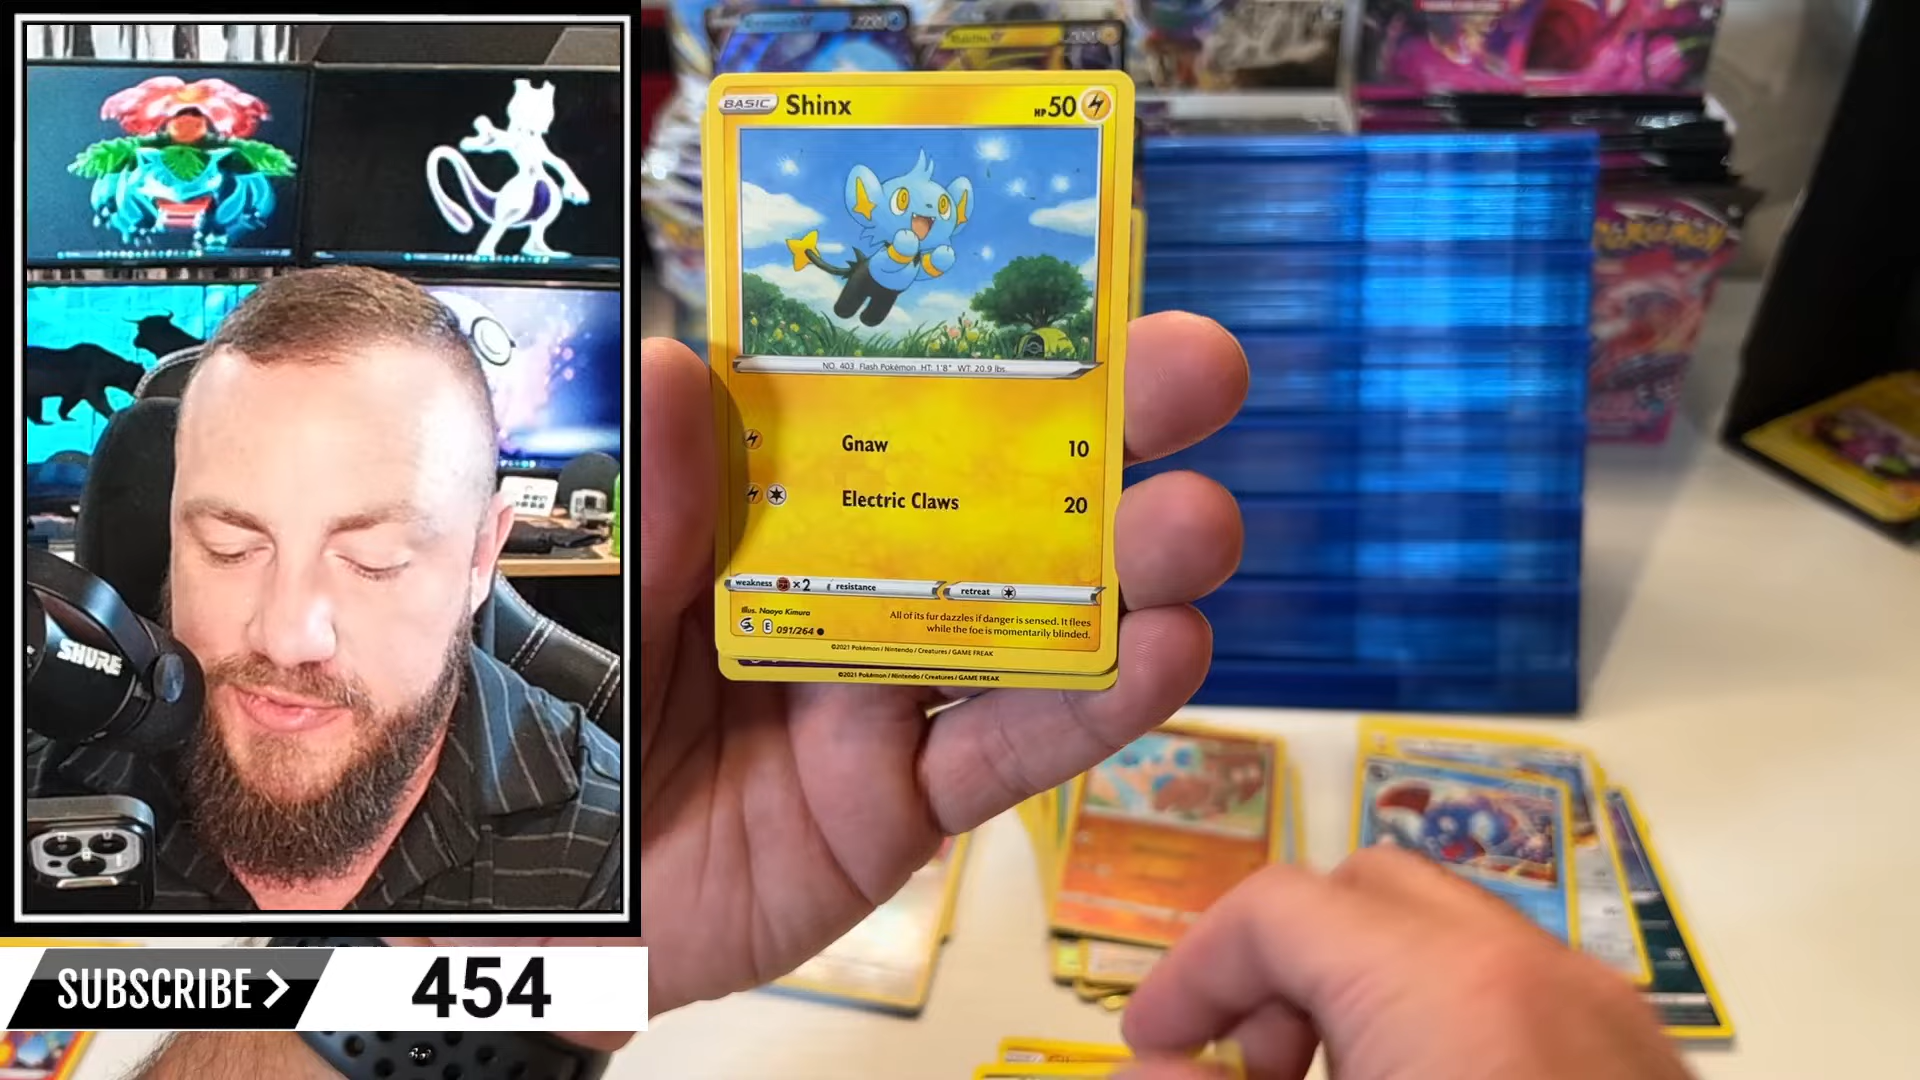 BASIC Shinx HP 50
NO. 403 Flash Pokémon HT: 1'8" WT: 20.9 lbs.
Gnaw 10
Electric Claws 20
weakness ×2 resistance retreat
Illus. Naoyo Kimura
All of its fur dazzles if danger is sensed. It flees
while the foe is momentarily blinded.
E 091/264
©2021 Pokémon / Nintendo / Creatures / GAME FREAK
©2021 Pokémon / Nintendo / Creatures / GAME FREAK
SHURE
POKÉMON
SUBSCRIBE > 454